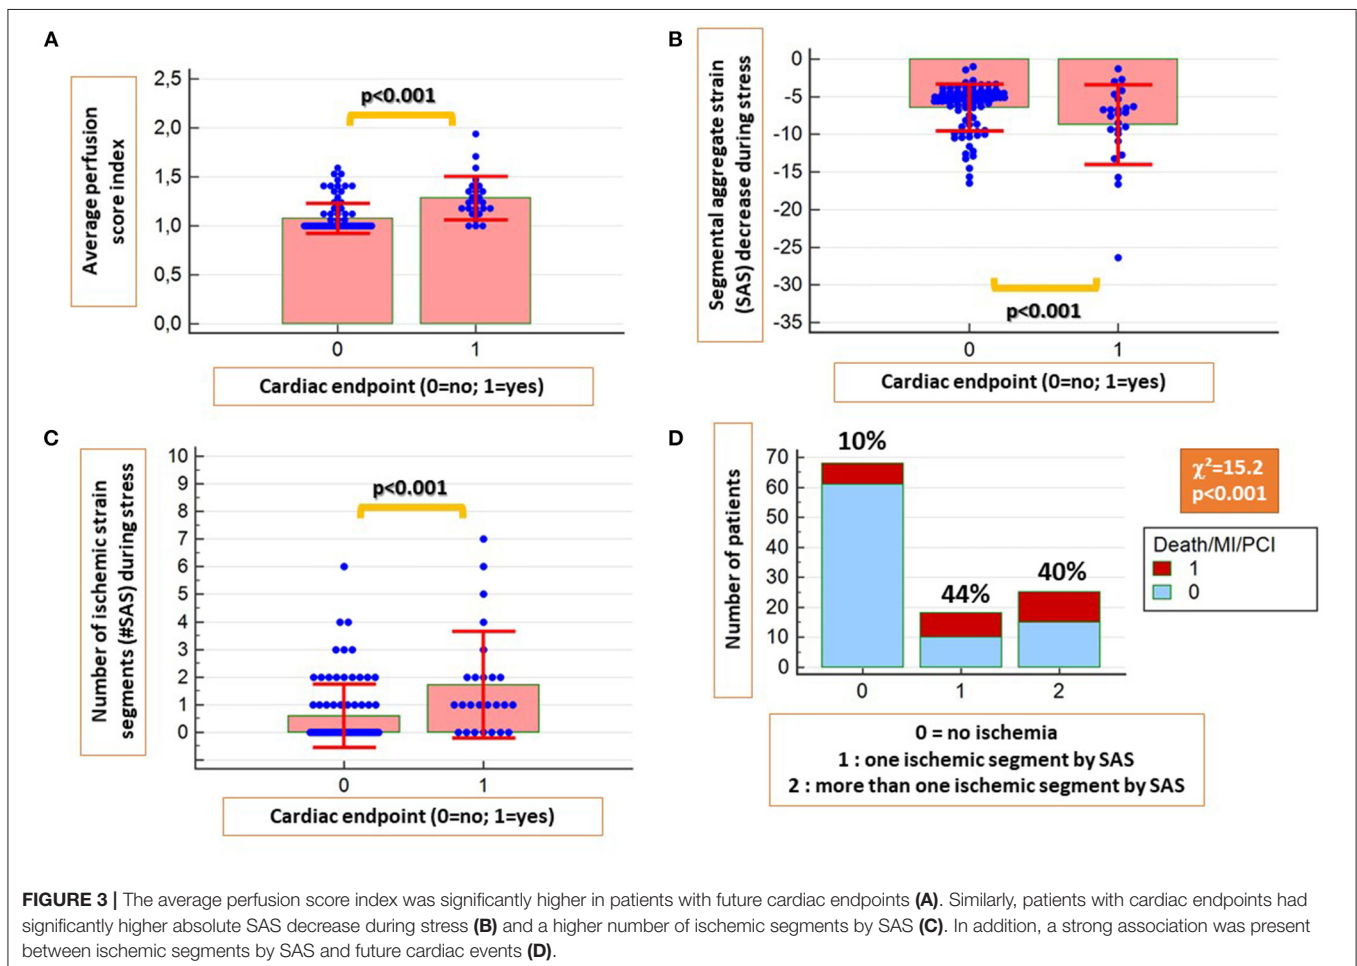 A
Average perfusion
score index
2,5
2,0
1,5
1,0
0,5
0,0
p<0.001
0 1
Cardiac endpoint (0=no; 1=yes)
B
Segmental aggregate strain
(SAS) decrease during stress
0
-5
-10
-15
-20
-25
-30
-35
p<0.001
0 1
Cardiac endpoint (0=no; 1=yes)
C
Number of ischemic strain
segments (#SAS) during stress
10
9
8
7
6
5
4
3
2
1
0
p<0.001
0 1
Cardiac endpoint (0=no; 1=yes)
D
Number of patients
70
60
50
40
30
20
10
0
10%
44%
40%
0 1 2
χ²=15.2
p<0.001
Death/MI/PCI
1
0
0 = no ischemia
1 : one ischemic segment by SAS
2 : more than one ischemic segment by SAS
FIGURE 3 | The average perfusion score index was significantly higher in patients with future cardiac endpoints (A). Similarly, patients with cardiac endpoints had
significantly higher absolute SAS decrease during stress (B) and a higher number of ischemic segments by SAS (C). In addition, a strong association was present
between ischemic segments by SAS and future cardiac events (D).